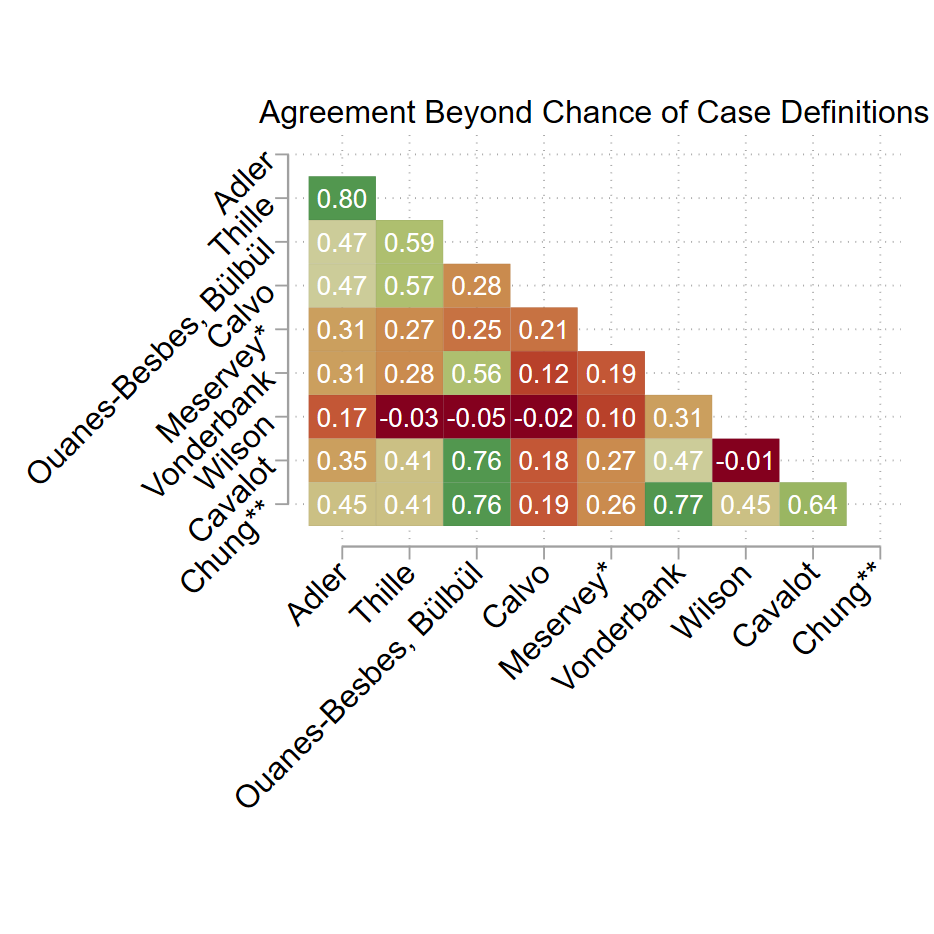 Agreement Beyond Chance of Case Definitions
Adler
Thille
0.80
Ouanes-Besbes, Bülbül
0.47 0.59
Calvo
0.47 0.57 0.28
Meservey*
0.31 0.27 0.25 0.21
Vonderbank
0.31 0.28 0.56 0.12 0.19
Wilson
0.17 -0.03 -0.05 -0.02 0.10 0.31
Cavalot
0.35 0.41 0.76 0.18 0.27 0.47 -0.01
Chung**
0.45 0.41 0.76 0.19 0.26 0.77 0.45 0.64
Adler
Thille
Ouanes-Besbes, Bülbül
Calvo
Meservey*
Vonderbank
Wilson
Cavalot
Chung**